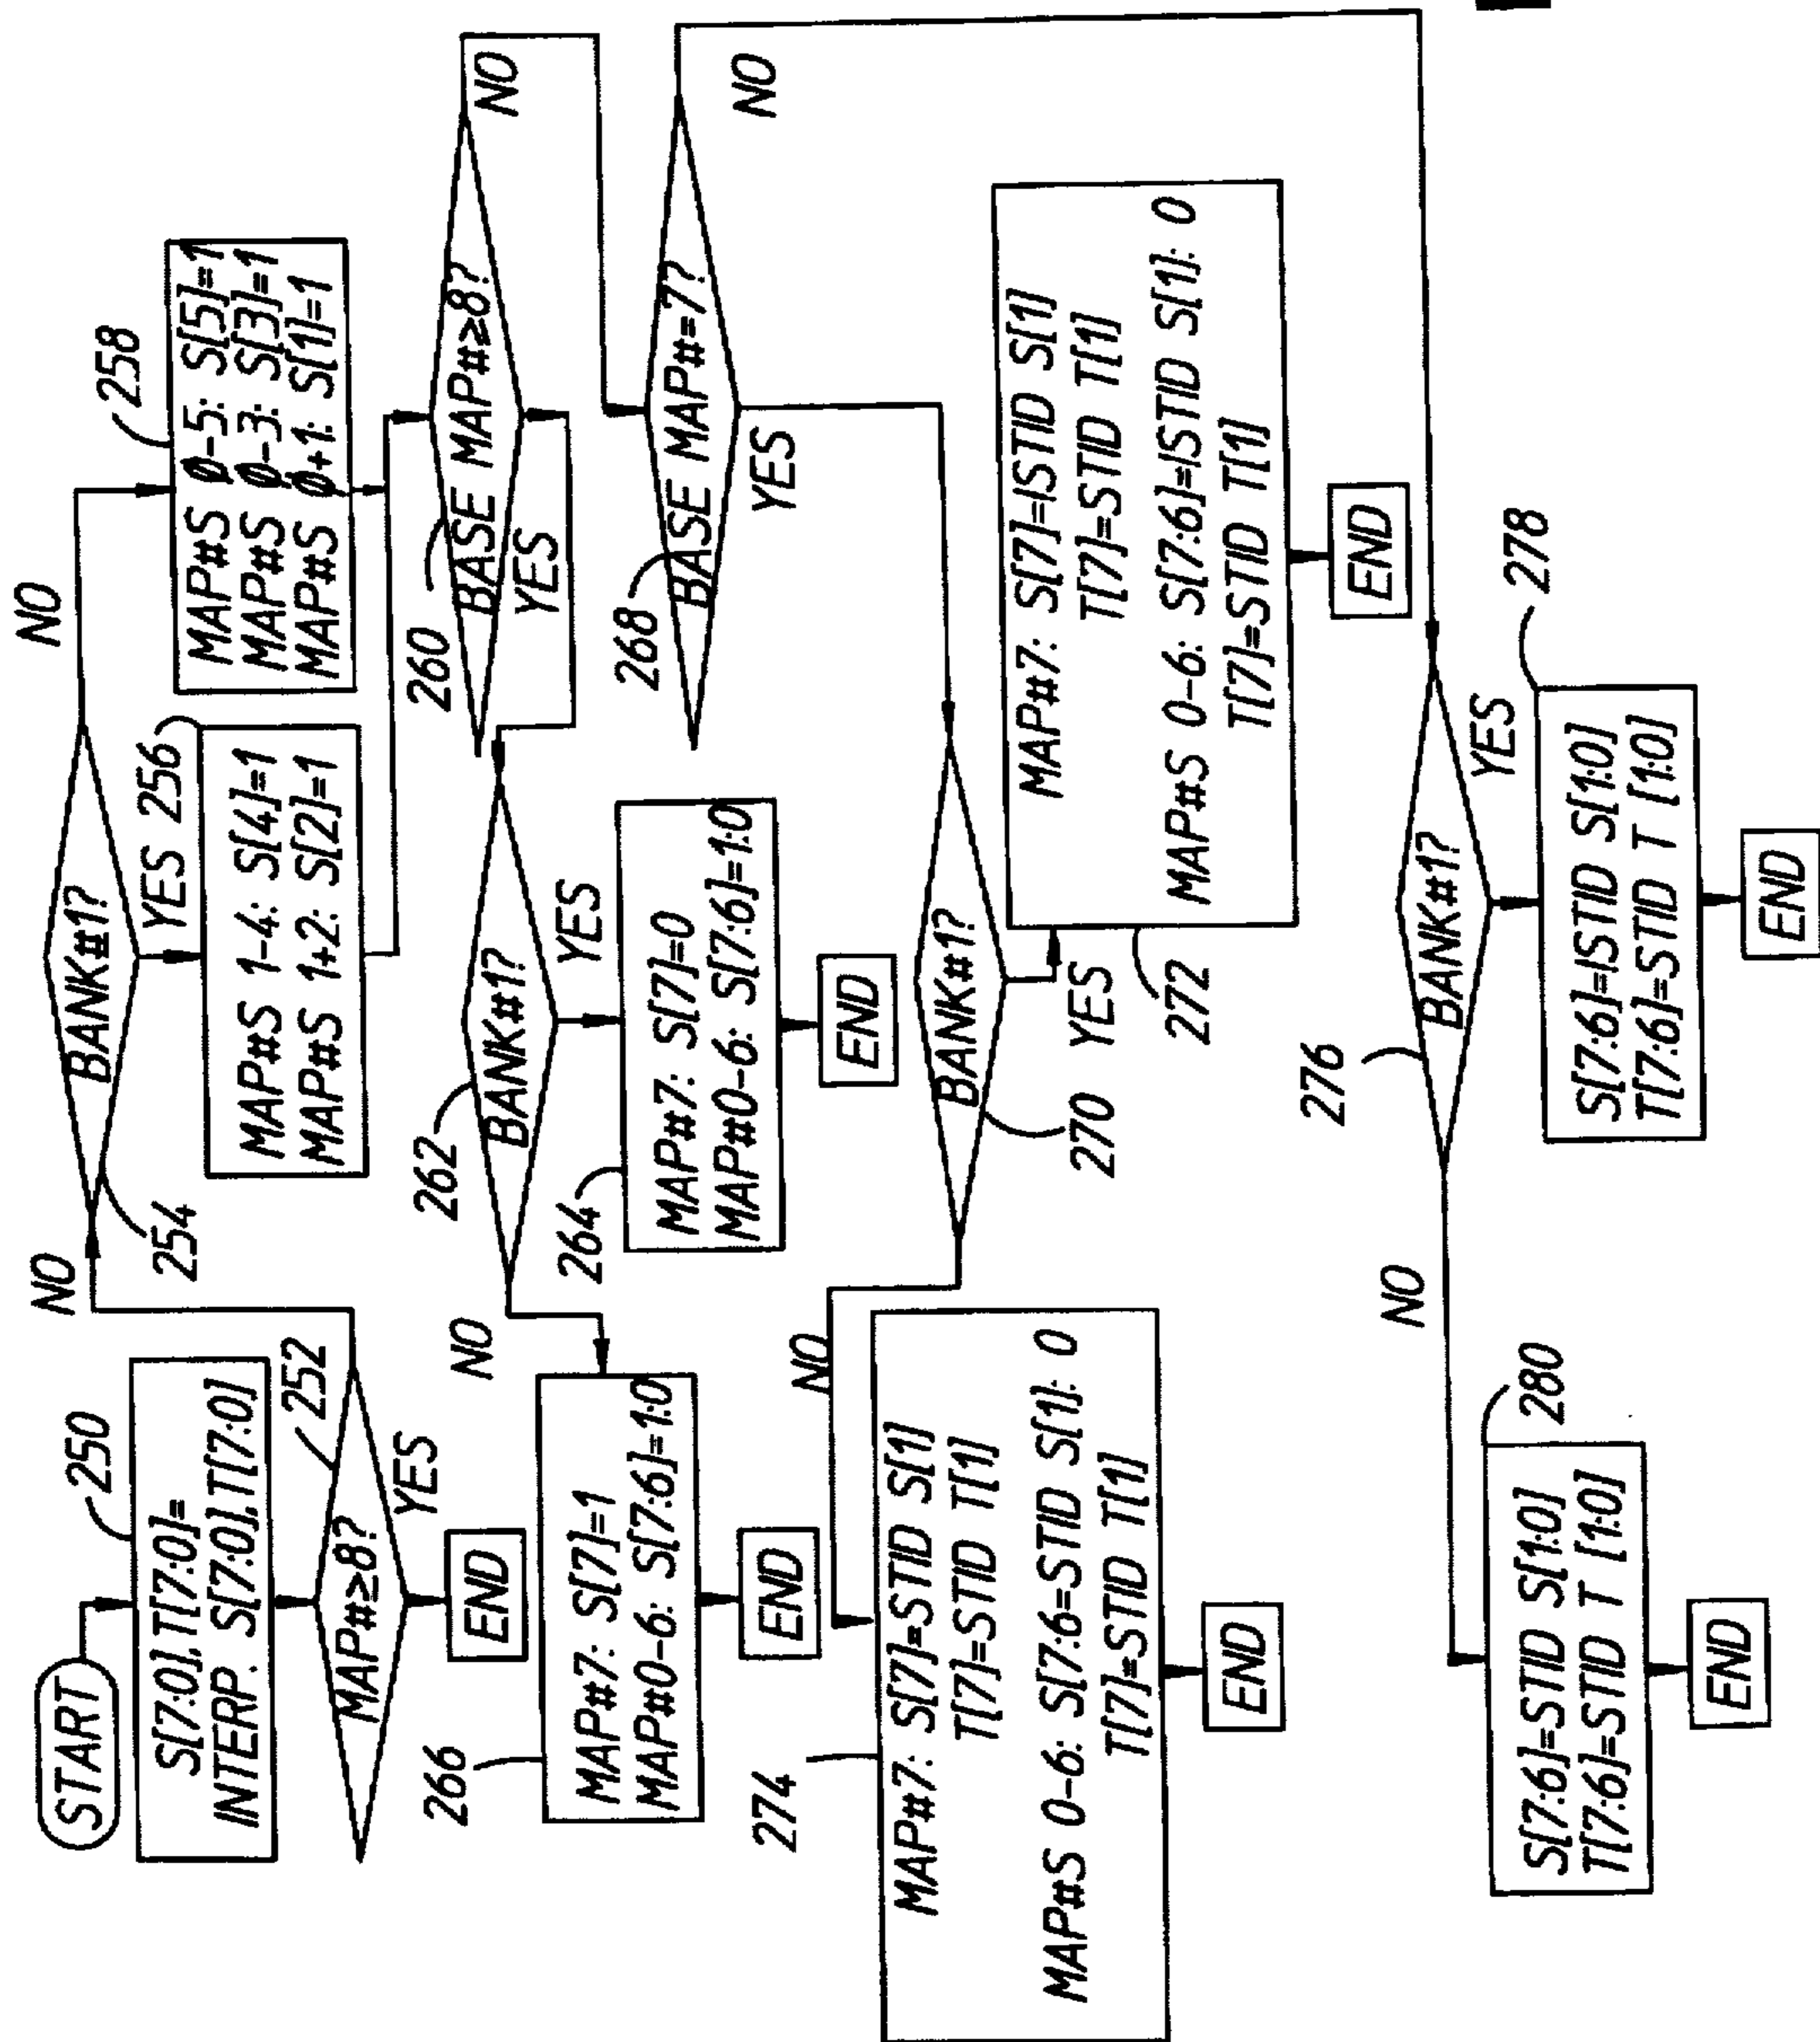 START
250
S[7:0],T[7:0]=
INTERP. S[7:0],T[7:0]
252
MAP#≥8?
YES
END
NO
254
BANK#1?
NO
YES
256
MAP#S 1-4: S[4]=1
MAP#S 1+2: S[2]=1
258
MAP#S 0-5: S[5]=1
MAP#S 0-3: S[3]=1
MAP#S 0+1: S[1]=1
260
BASE MAP#≥8?
NO
YES
262
BANK#1?
NO
YES
264
MAP#7: S[7]=0
MAP#0-6: S[7:6]=1:0
END
266
MAP#7: S[7]=1
MAP#0-6: S[7:6]=1:0
END
268
BASE MAP#=7?
NO
YES
270
BANK#1?
NO
YES
272
MAP#7: S[7]=!STID S[1]
T[7]=STID T[1]
MAP#S 0-6: S[7:6]=!STID S[1]: 0
T[7]=STID T[1]
END
274
MAP#7: S[7]=STID S[1]
T[7]=STID T[1]
MAP#S 0-6: S[7:6=STID S[1]: 0
T[7]=STID T[1]
END
276
BANK#1?
NO
YES
278
S[7:6]=!STID S[1:0]
T[7:6]=STID T [1:0]
END
280
S[7:6]=STID S[1:0]
T[7:6]=STID T [1:0]
END